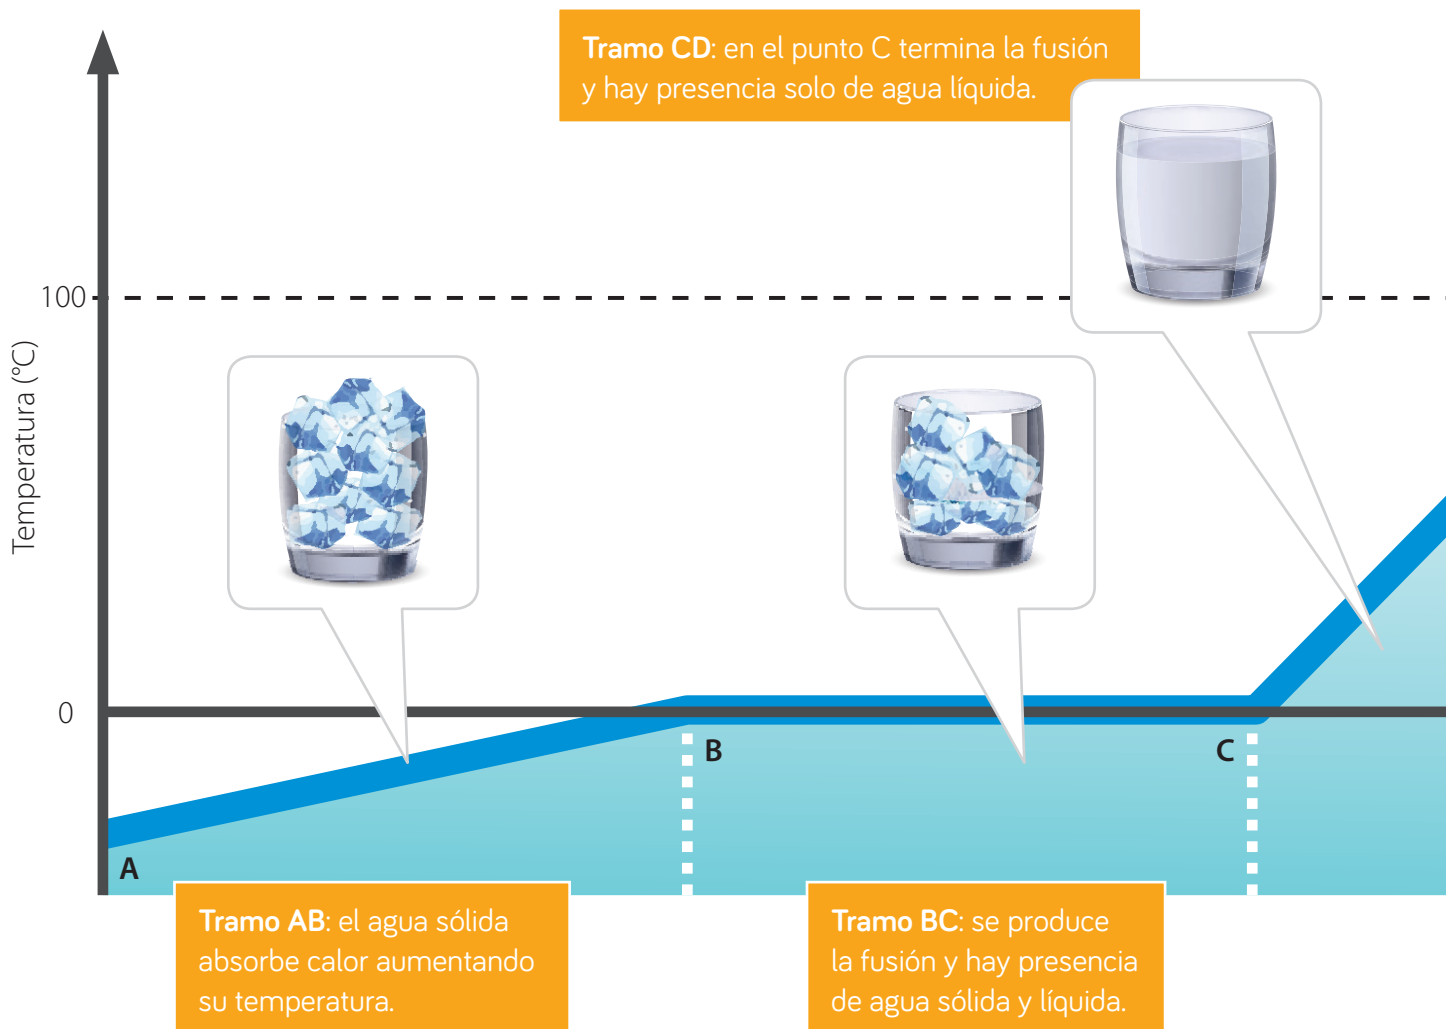 Tramo CD: en el punto C termina la fusión
y hay presencia solo de agua líquida.
100
Temperatura (°C)
0
B
C
A
Tramo AB: el agua sólida
absorbe calor aumentando
su temperatura.
Tramo BC: se produce
la fusión y hay presencia
de agua sólida y líquida.